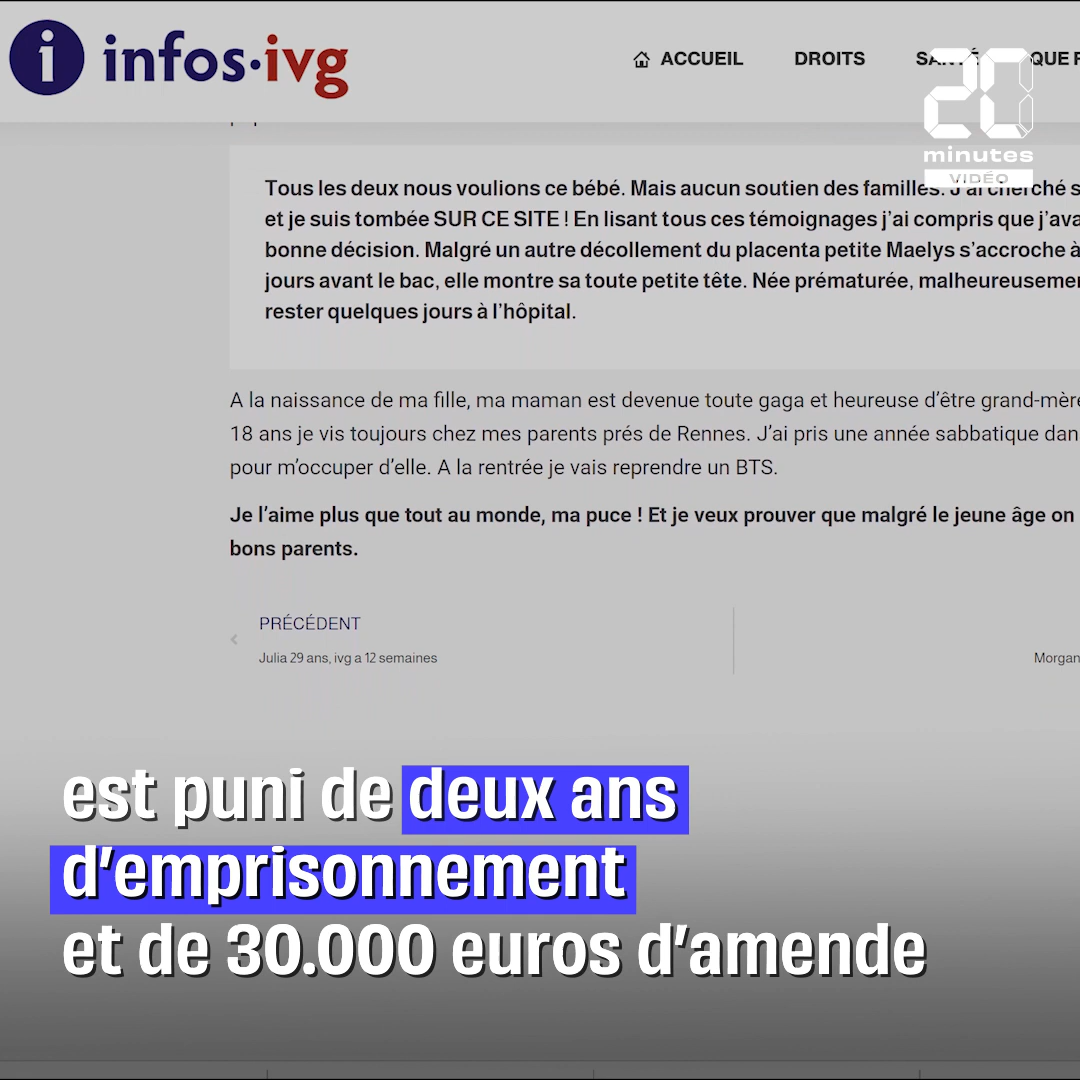 i infos·ivg
ACCUEIL DROITS QUE
20
minutes
VIDÉO
Tous les deux nous voulions ce bébé. Mais aucun soutien des familles. J'ai cherché
et je suis tombée SUR CE SITE ! En lisant tous ces témoignages j'ai compris que
bonne décision. Malgré un autre décollement du placenta petite Maelys s'accroche à
jours avant le bac, elle montre sa toute petite tête. Née prématurée,
rester quelques jours à l'hôpital.
A la naissance de ma fille, ma maman est devenue toute gaga et heureuse d'être
18 ans je vis toujours chez mes parents prés de Rennes. J'ai pris une année sabbatique
pour m'occuper d'elle. A la rentrée je vais reprendre un BTS.
Je l'aime plus que tout au monde, ma puce ! Et je veux prouver que malgré le jeune âge on
bons parents.
PRÉCÉDENT
Julia 29 ans, ivg a 12 semaines
Morgan
est puni de deux ans
d'emprisonnement
et de 30.000 euros d'amende